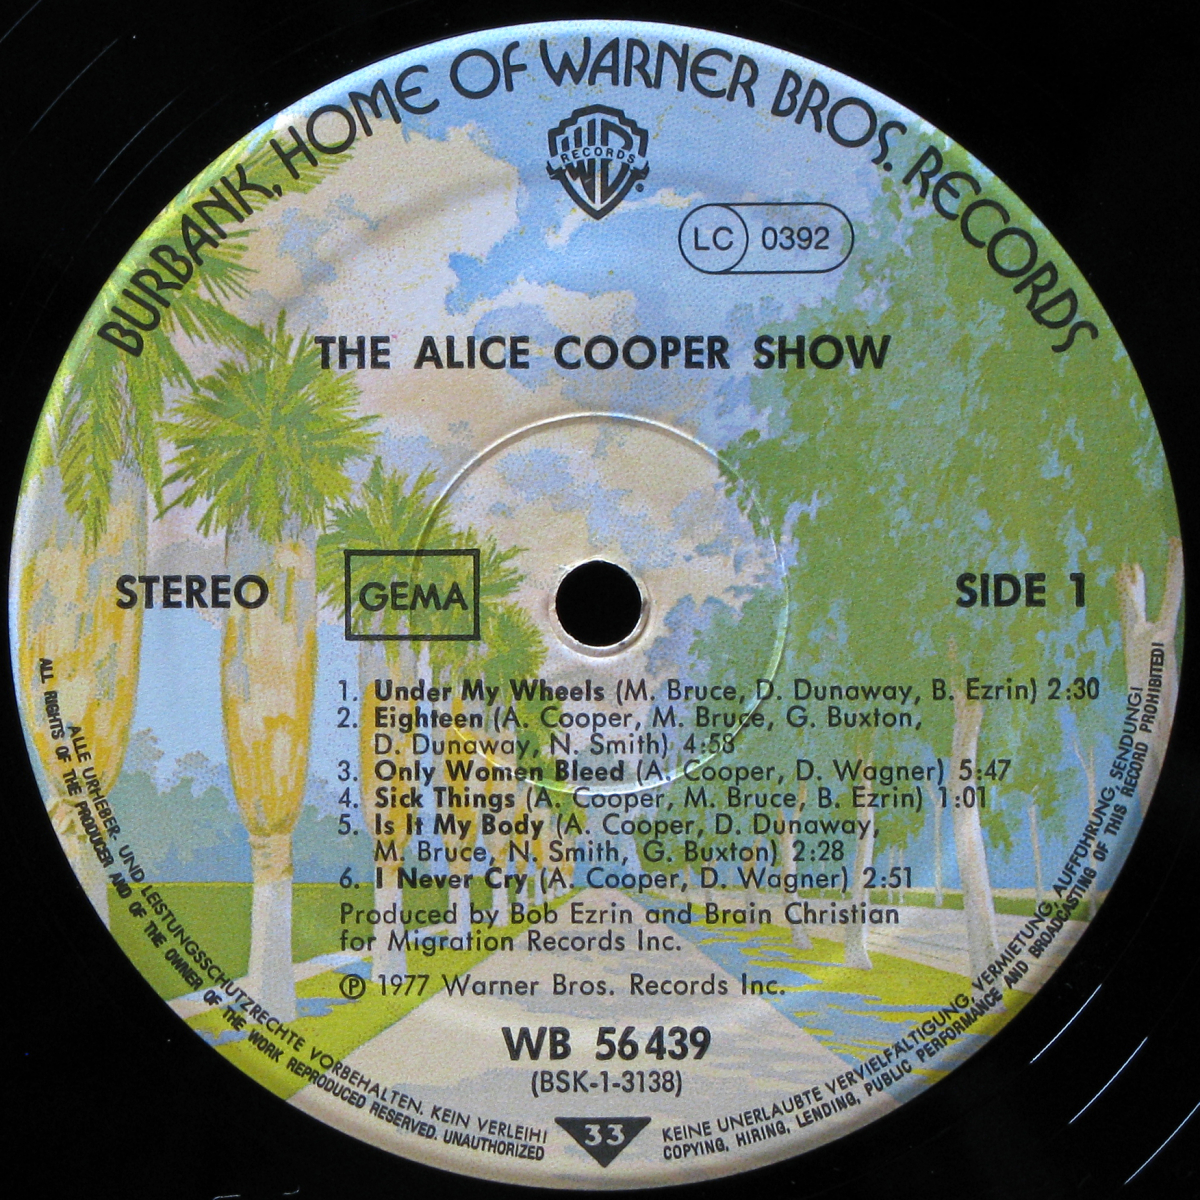 BURBANK, HOME OF WARNER BROS. RECORDS
RECORDS
LC 0392
THE ALICE COOPER SHOW
STEREO
GEMA
SIDE 1
1. Under My Wheels (M. Bruce, D. Dunaway, B. Ezrin) 2:30
2. Eighteen (A. Cooper, M. Bruce, G. Buxton,
D. Dunaway, N. Smith) 4:58
3. Only Women Bleed (A. Cooper, D. Wagner) 5:47
4. Sick Things (A. Cooper, M. Bruce, B. Ezrin) 1:01
5. Is It My Body (A. Cooper, D. Dunaway,
M. Bruce, N. Smith, G. Buxton) 2:28
6. I Never Cry (A. Cooper, D. Wagner) 2:51
Produced by Bob Ezrin and Brain Christian
for Migration Records Inc.
℗ 1977 Warner Bros. Records Inc.
WB 56 439
(BSK-1-3138)
33
ALLE URHEBER- UND LEISTUNGSSCHUTZRECHTE VORBEHALTEN. KEIN VERLEIH! KEINE UNERLAUBTE VERVIELFÄLTIGUNG, VERMIETUNG, AUFFÜHRUNG, SENDUNG!
ALL RIGHTS OF THE PRODUCER AND OF THE OWNER OF THE WORK REPRODUCED RESERVED. UNAUTHORIZED COPYING, HIRING, LENDING, PUBLIC PERFORMANCE AND BROADCASTING OF THIS RECORD PROHIBITED!